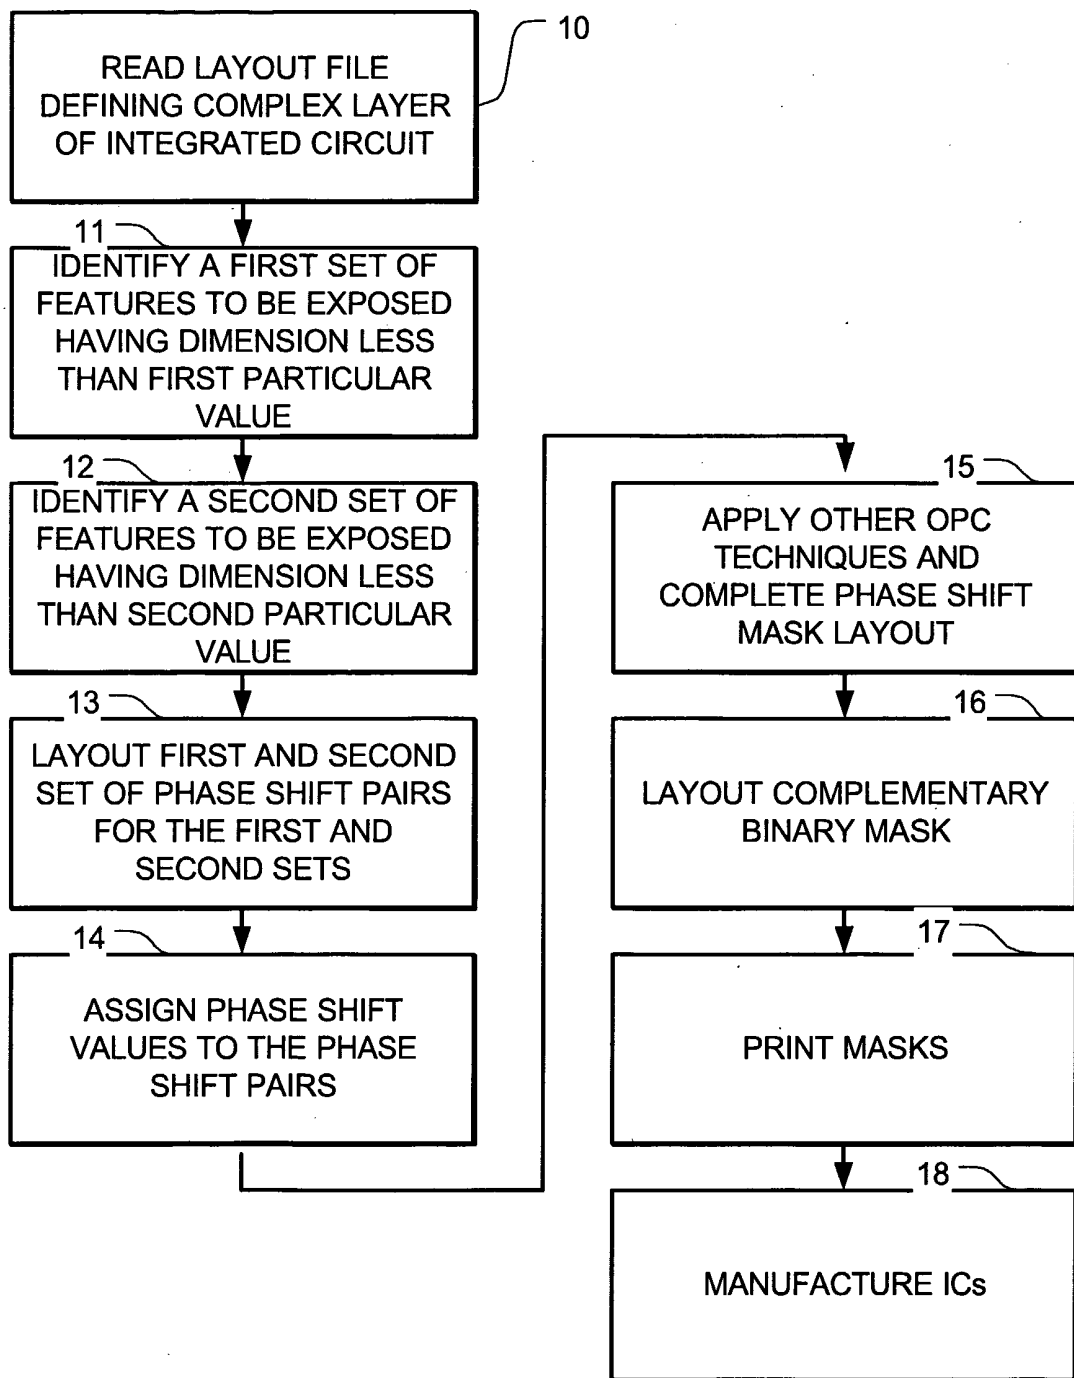 10
READ LAYOUT FILE
DEFINING COMPLEX LAYER
OF INTEGRATED CIRCUIT
11
IDENTIFY A FIRST SET OF
FEATURES TO BE EXPOSED
HAVING DIMENSION LESS
THAN FIRST PARTICULAR
VALUE
12
IDENTIFY A SECOND SET OF
FEATURES TO BE EXPOSED
HAVING DIMENSION LESS
THAN SECOND PARTICULAR
VALUE
13
LAYOUT FIRST AND SECOND
SET OF PHASE SHIFT PAIRS
FOR THE FIRST AND
SECOND SETS
14
ASSIGN PHASE SHIFT
VALUES TO THE PHASE
SHIFT PAIRS
15
APPLY OTHER OPC
TECHNIQUES AND
COMPLETE PHASE SHIFT
MASK LAYOUT
16
LAYOUT COMPLEMENTARY
BINARY MASK
17
PRINT MASKS
18
MANUFACTURE ICs